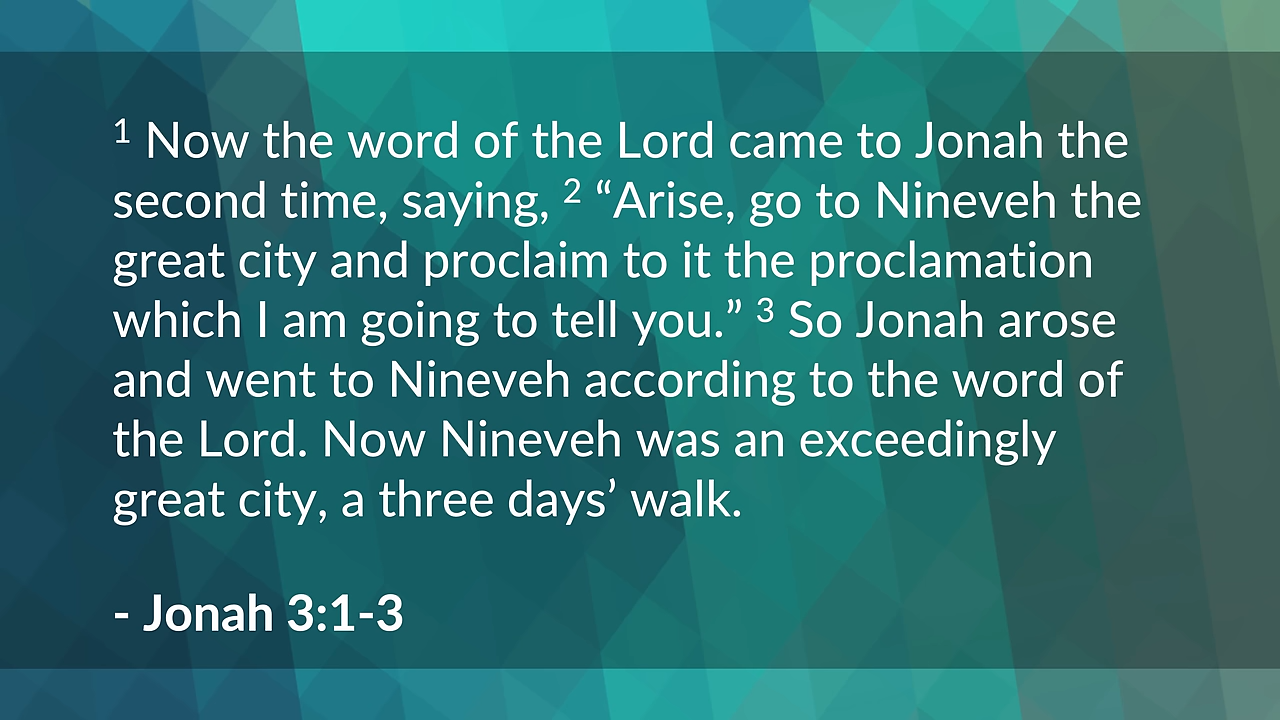 ¹ Now the word of the Lord came to Jonah the
second time, saying, ² “Arise, go to Nineveh the
great city and proclaim to it the proclamation
which I am going to tell you.” ³ So Jonah arose
and went to Nineveh according to the word of
the Lord. Now Nineveh was an exceedingly
great city, a three days’ walk.
- Jonah 3:1-3